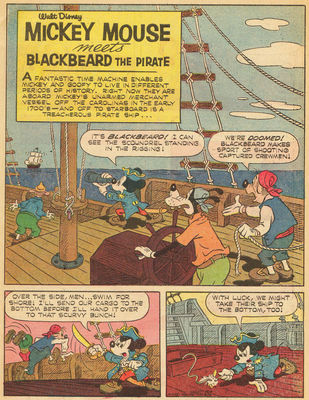 Walt Disney
MICKEY MOUSE
meets
BLACKBEARD THE PIRATE
A FANTASTIC TIME MACHINE ENABLES
MICKEY AND GOOFY TO LIVE IN DIFFERENT
PERIODS OF HISTORY. RIGHT NOW THEY ARE
ABOARD MICKEY'S UNARMED MERCHANT
VESSEL OFF THE CAROLINAS IN THE EARLY
1700'S—AND OFF TO STARBOARD IS A
TREACHEROUS PIRATE SHIP...
IT'S BLACKBEARD! I CAN
SEE THE SCOUNDREL STANDING
IN THE RIGGING!
WE'RE DOOMED!
BLACKBEARD MAKES
SPORT OF SHOOTING
CAPTURED CREWMEN!
OVER THE SIDE, MEN...SWIM FOR
SHORE! I'LL SEND OUR CARGO TO THE
BOTTOM BEFORE I'LL HAND IT OVER
TO THAT SCURVY BUNCH!
WITH LUCK, WE MIGHT
TAKE THEIR SHIP TO
THE BOTTOM, TOO!